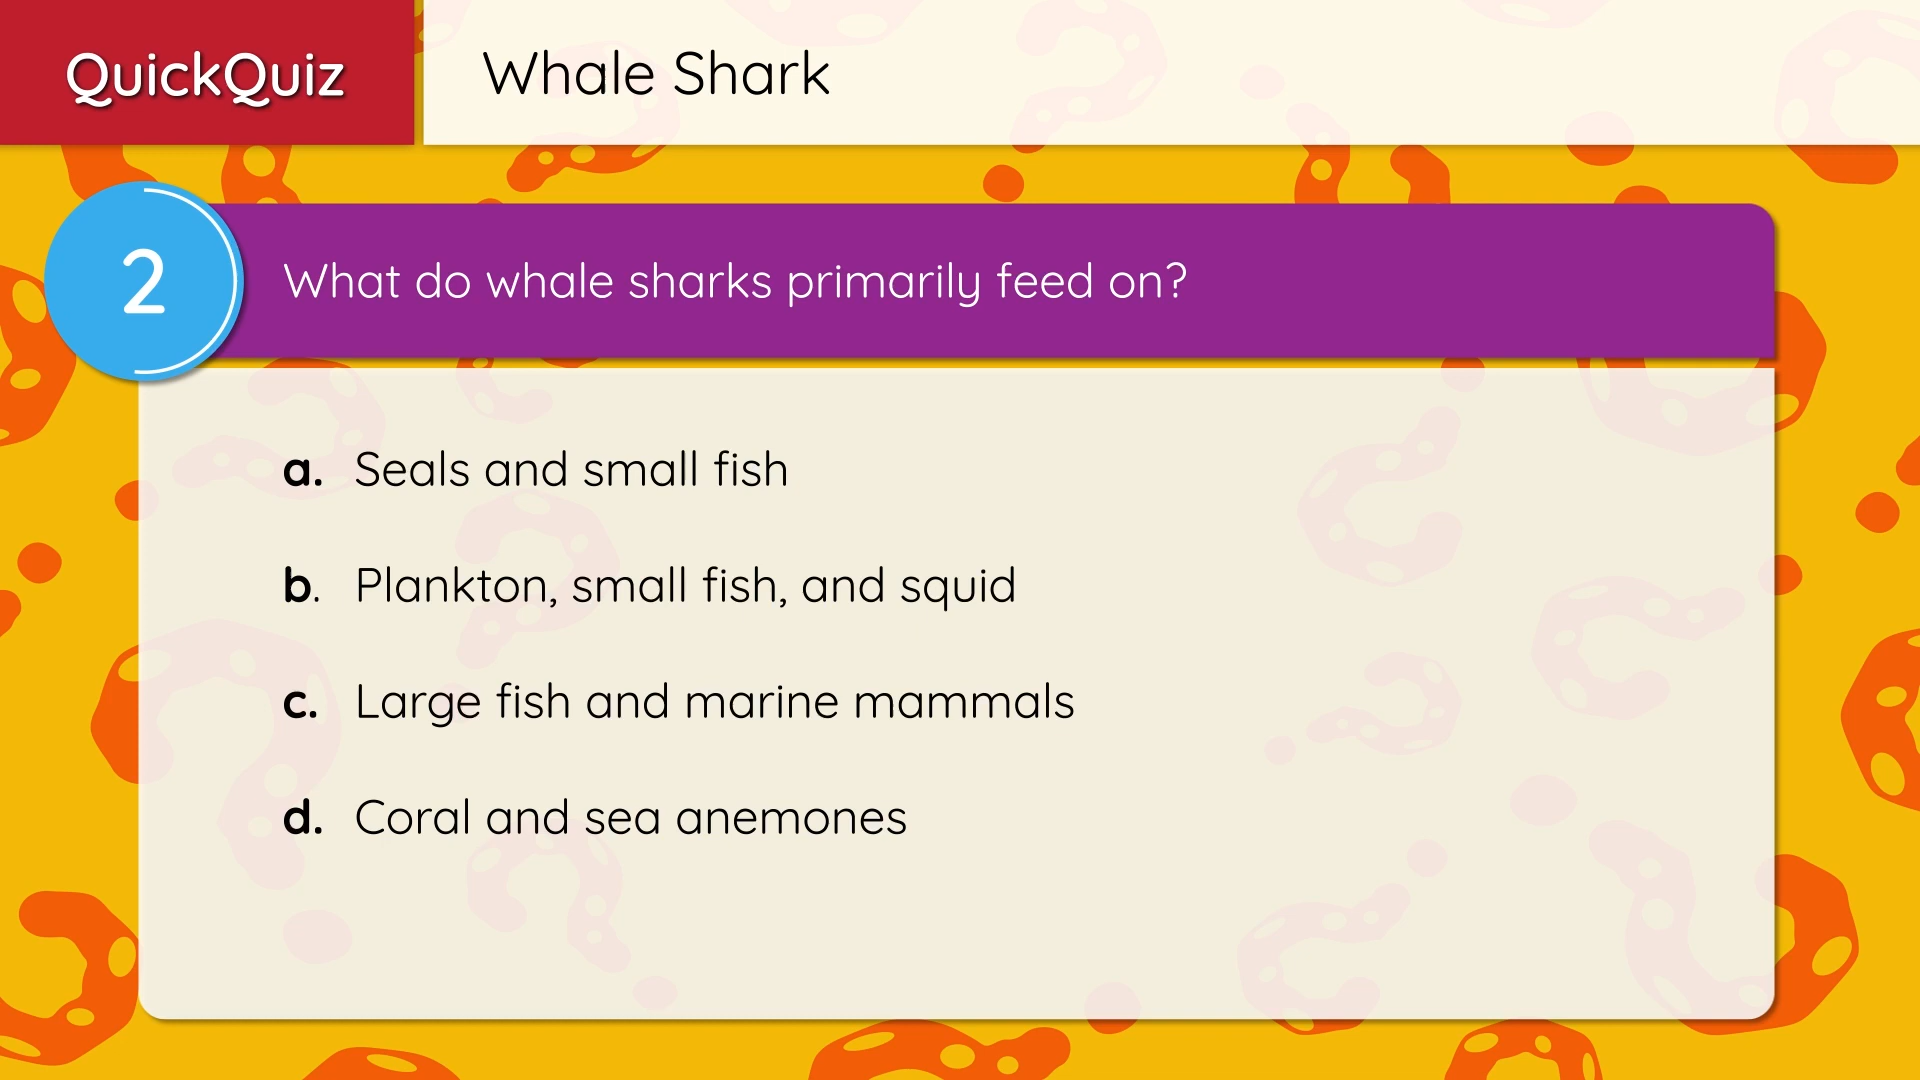 QuickQuiz
Whale Shark
2
What do whale sharks primarily feed on?
a. Seals and small fish
b. Plankton, small fish, and squid
c. Large fish and marine mammals
d. Coral and sea anemones